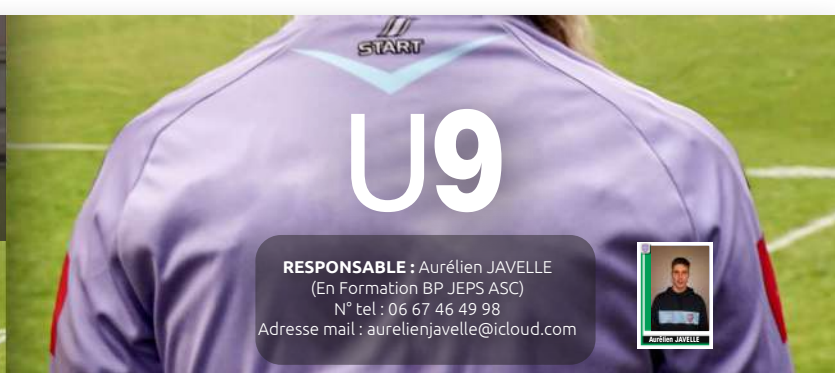 START
U9
RESPONSABLE : Aurélien JAVELLE
(En Formation BP JEPS ASC)
N° tel : 06 67 46 49 98
Adresse mail : aurelienjavelle@icloud.com
Aurélien JAVELLE